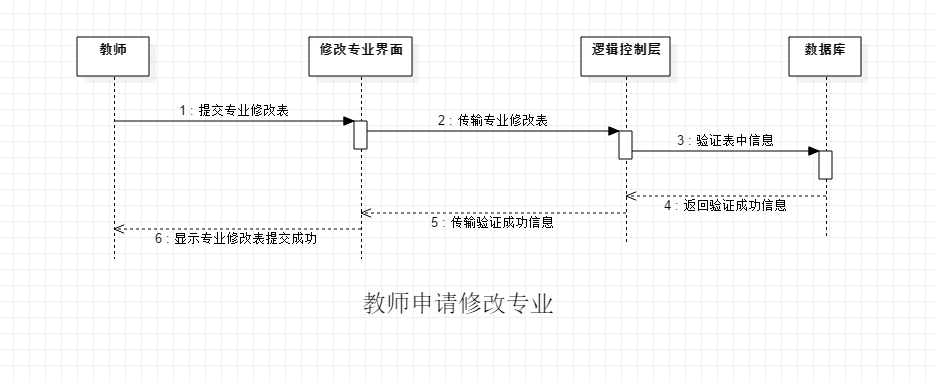 教师
修改专业界面
逻辑控制层
数据库
1 : 提交专业修改表
2 : 传输专业修改表
3 : 验证表中信息
4 : 返回验证成功信息
5 : 传输验证成功信息
6 : 显示专业修改表提交成功
教师申请修改专业